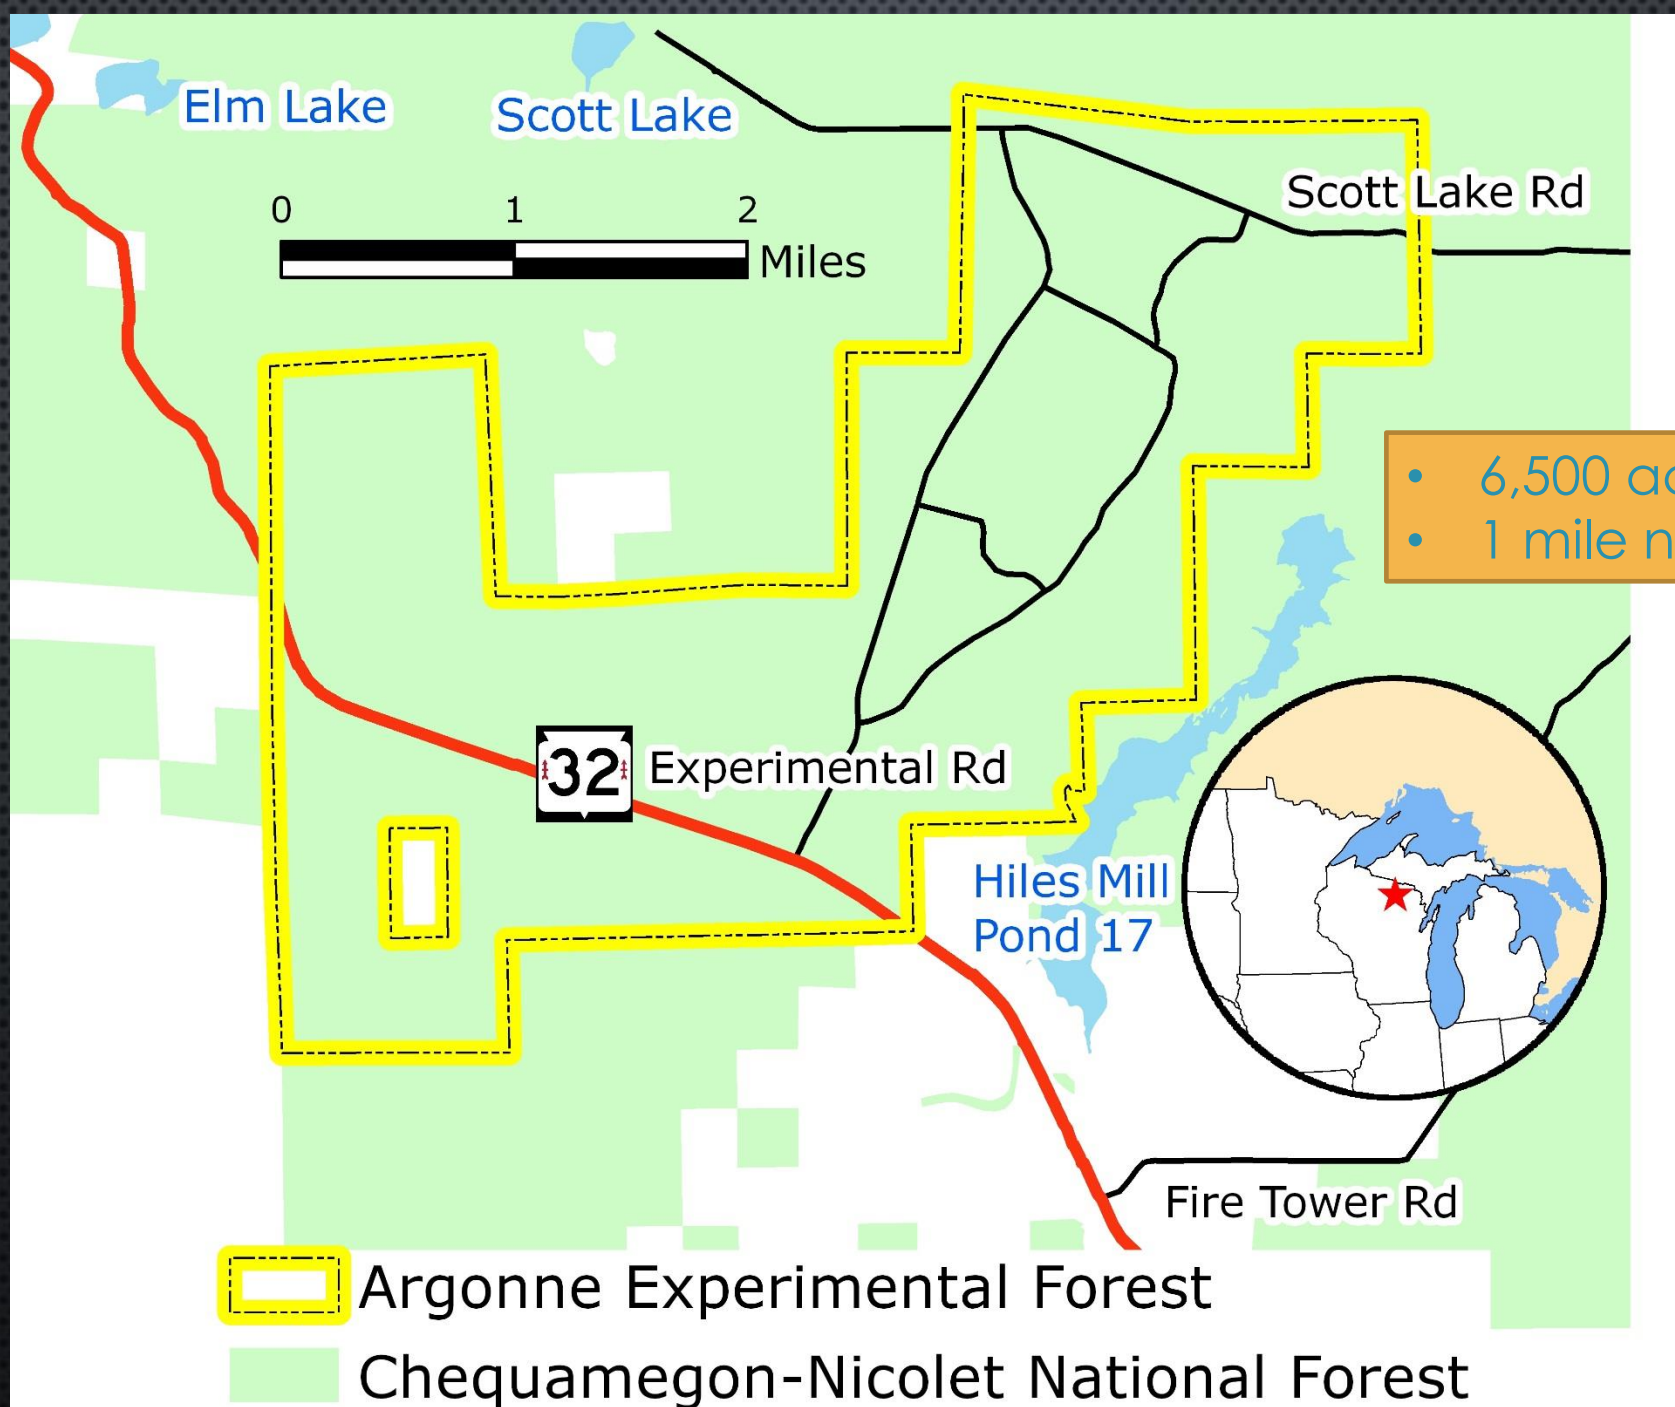 Elm Lake
Scott Lake
Scott Lake Rd
0 1 2
Miles
• 6,500
• 1 mile
32
Experimental Rd
Hiles Mill
Pond 17
Fire Tower Rd
Argonne Experimental Forest
Chequamegon-Nicolet National Forest